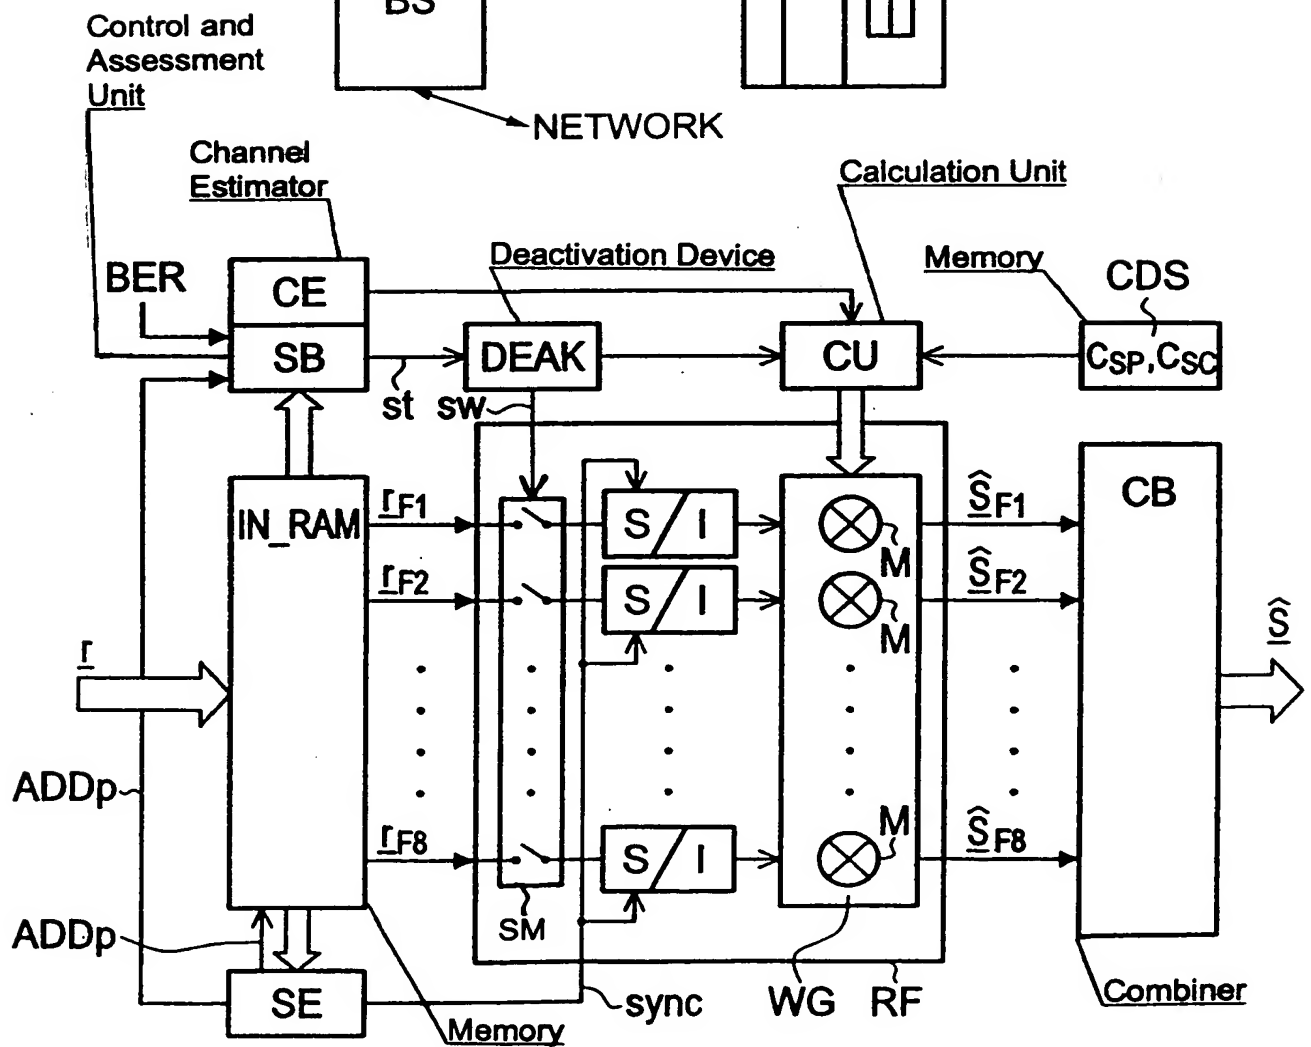 BS
Control and
Assessment
Unit
NETWORK
Channel
Estimator
Calculation Unit
Deactivation Device
Memory
CDS
BER
CE
SB
DEAK
CU
CSP, CSC
st
sw
IN_RAM
rF1
S/I
M
ŜF1
CB
rF2
S/I
M
ŜF2
r
Ŝ
ADDp
rF8
S/I
M
ŜF8
SM
ADDp
SE
sync
WG
RF
Combiner
Memory